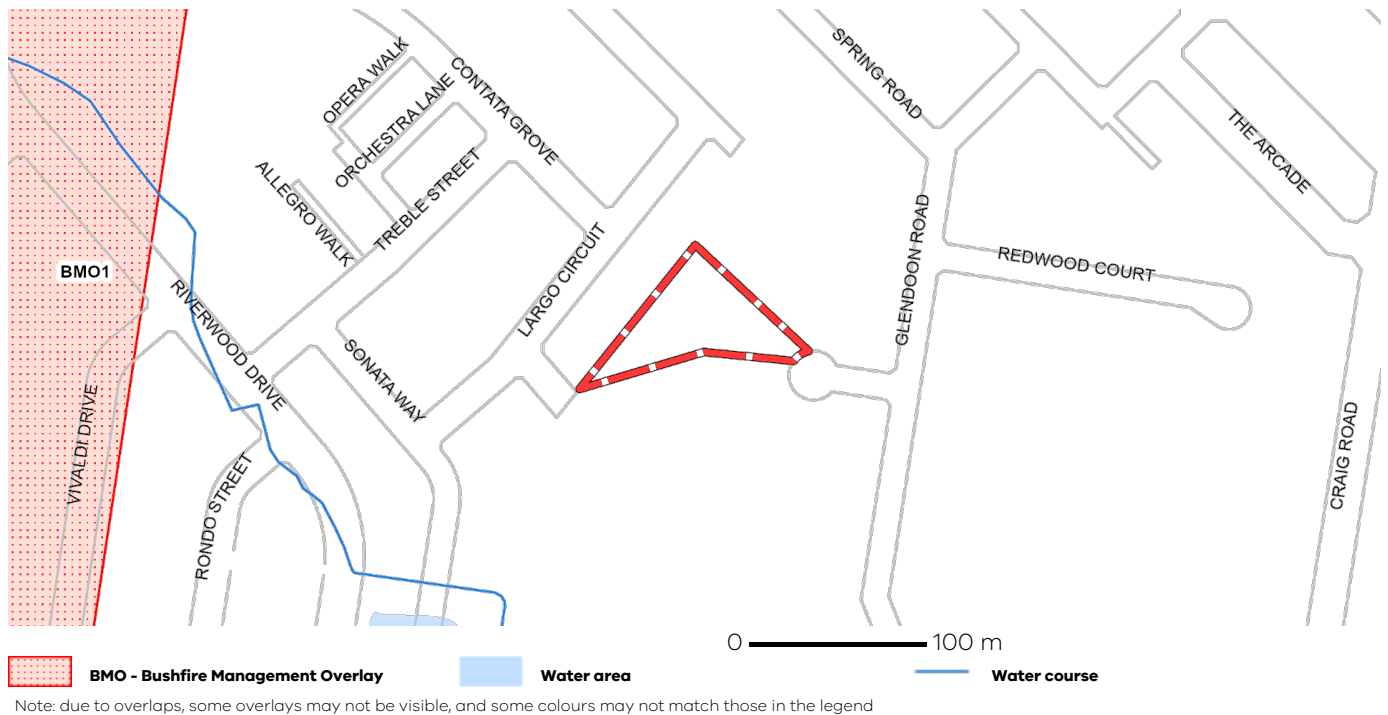 OPERA WALK
ORCHESTRA LANE
CONTATA GROVE
SPRING ROAD
THE ARCADE
ALLEGRO WALK
TREBLE STREET
LARGO CIRCUIT
GLENDOON ROAD
REDWOOD COURT
BMO1
RIVERWOOD DRIVE
SONATA WAY
VIVALDI DRIVE
RONDO STREET
CRAIG ROAD
0 100 m
BMO - Bushfire Management Overlay Water area Water course
Note: due to overlaps, some overlays may not be visible, and some colours may not match those in the legend